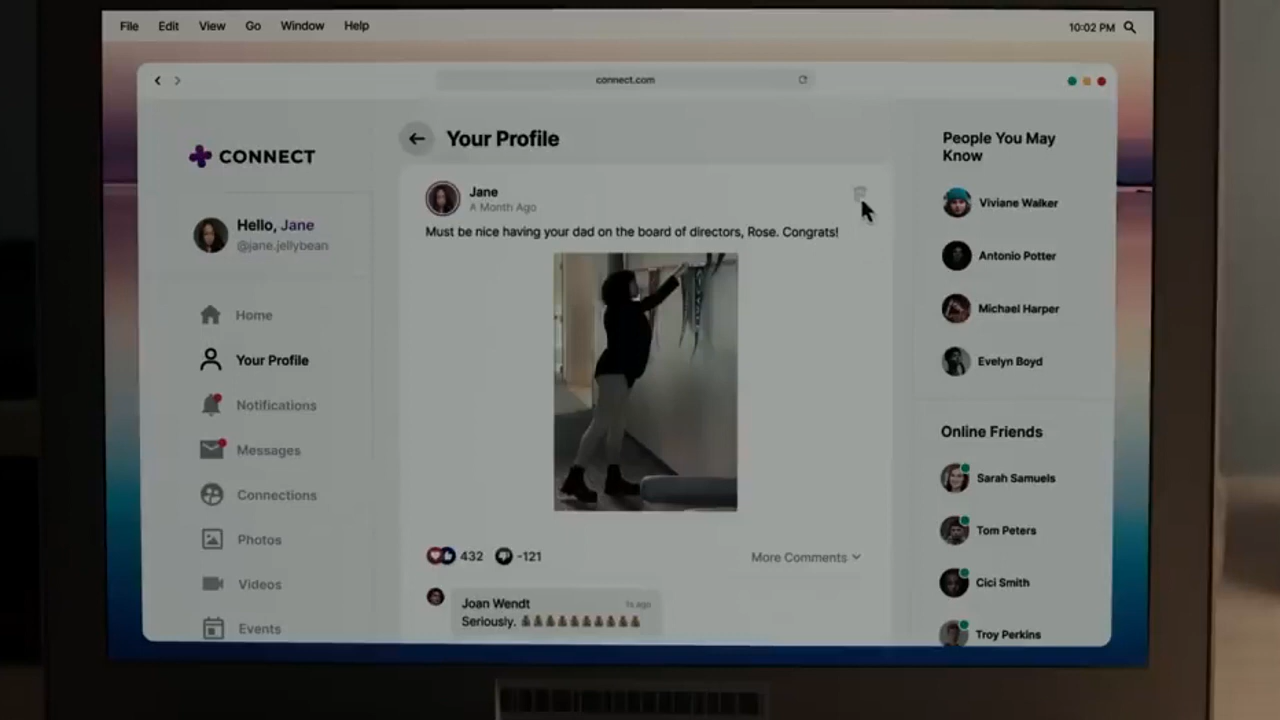 File Edit View Go Window Help
10:02 PM
connect.com
CONNECT
Hello, Jane
@jane.jellybean
Home
Your Profile
Notifications
Messages
Connections
Photos
Videos
Events
Your Profile
Jane
A Month Ago
Must be nice having your dad on the board of directors, Rose. Congrats!
432 -121
More Comments
Joan Wendt
1s ago
Seriously. 💰💰💰💰💰💰💰💰💰💰
People You May
Know
Viviane Walker
Antonio Potter
Michael Harper
Evelyn Boyd
Online Friends
Sarah Samuels
Tom Peters
Cici Smith
Troy Perkins